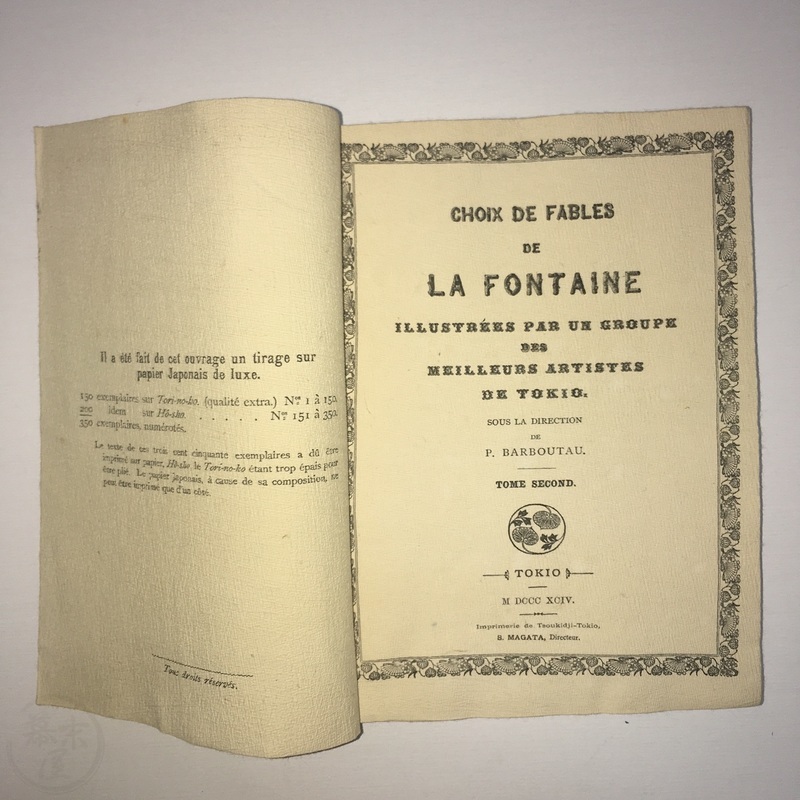 Il a été fait de cet ouvrage un tirage sur
papier Japonais de luxe.
150 exemplaires sur Tori-no-ko. (qualité extra.) Nos 1 à 150.
200 idem sur Hô-sho. . . . . . Nos 151 à 350.
350 exemplaires, numérotés.
Le texte de ces trois cent cinquante exemplaires a dû être
imprimé sur papier, Hô-sho, le Tori-no-ko étant trop épais pour
être plié. Le papier Japonais, à cause de sa composition, ne
peut être imprimé que d'un côté.
Tous droits réservés.
CHOIX DE FABLES
DE
LA FONTAINE
ILLUSTRÉES PAR UN GROUPE
DES
MEILLEURS ARTISTES
DE TOKIO.
SOUS LA DIRECTION
DE
P. BARBOUTAU.
TOME SECOND.
TOKIO
M DCCC XCIV.
Imprimerie de Tsoukidji-Tokio,
S. MAGATA, Directeur.